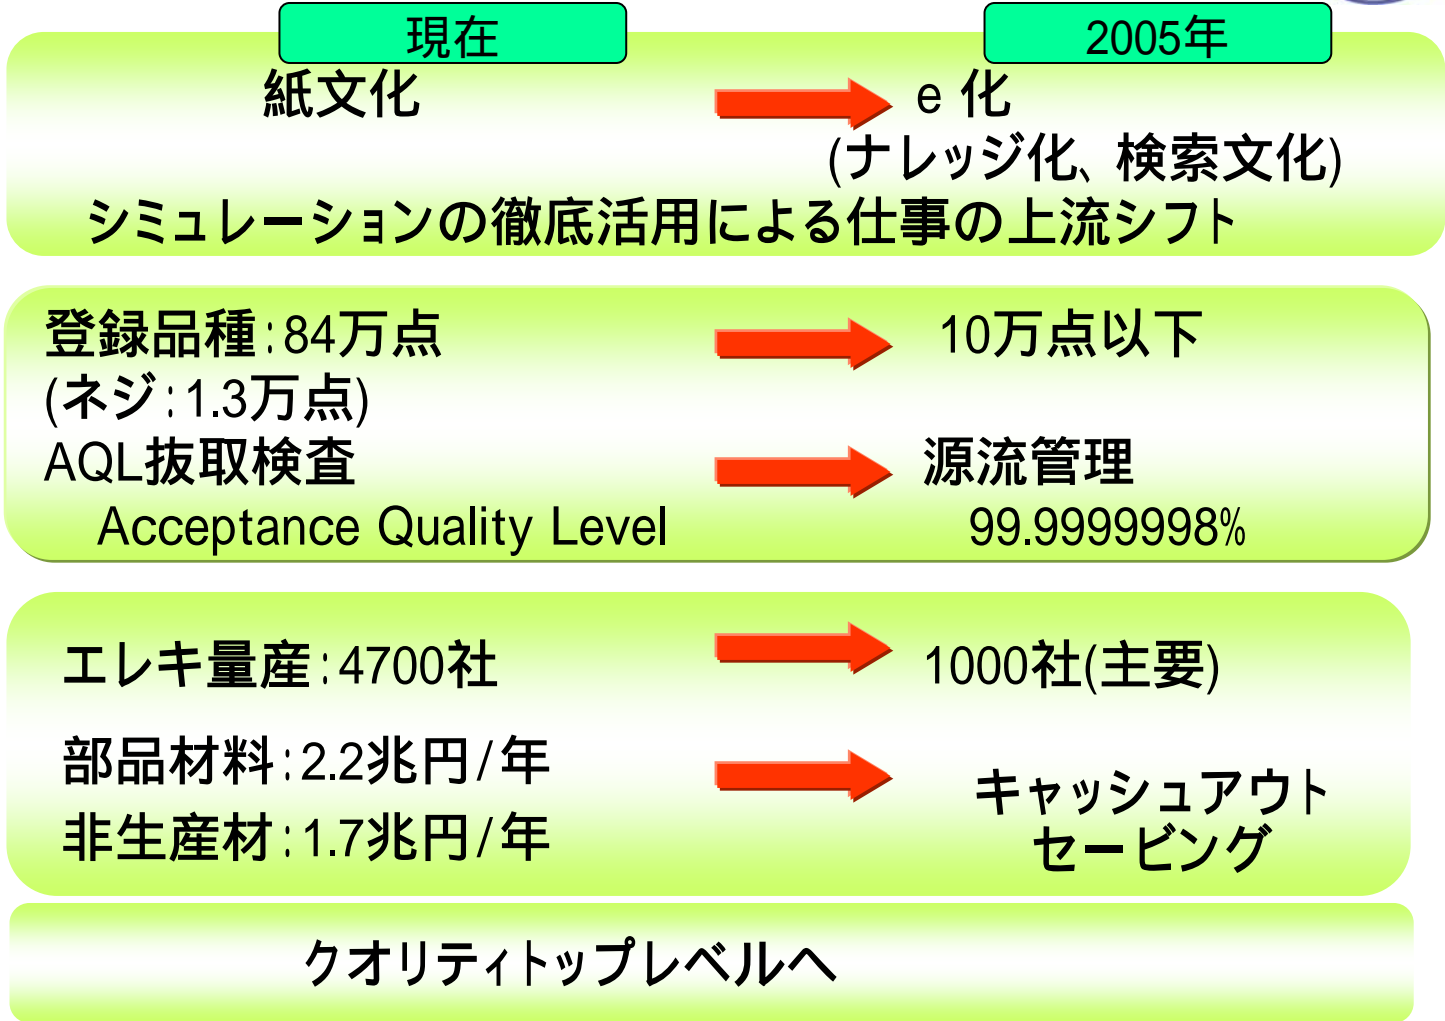 現在 2005年
紙文化 e 化
(ナレッジ化、検索文化)
シミュレーションの徹底活用による仕事の上流シフト
登録品種:84万点 10万点以下
(ネジ:1.3万点)
AQL抜取検査 源流管理
Acceptance Quality Level 99.9999998%
エレキ量産:4700社 1000社(主要)
部品材料:2.2兆円/年
キャッシュアウト
非生産材:1.7兆円/年
セービング
クオリティトップレベルへ